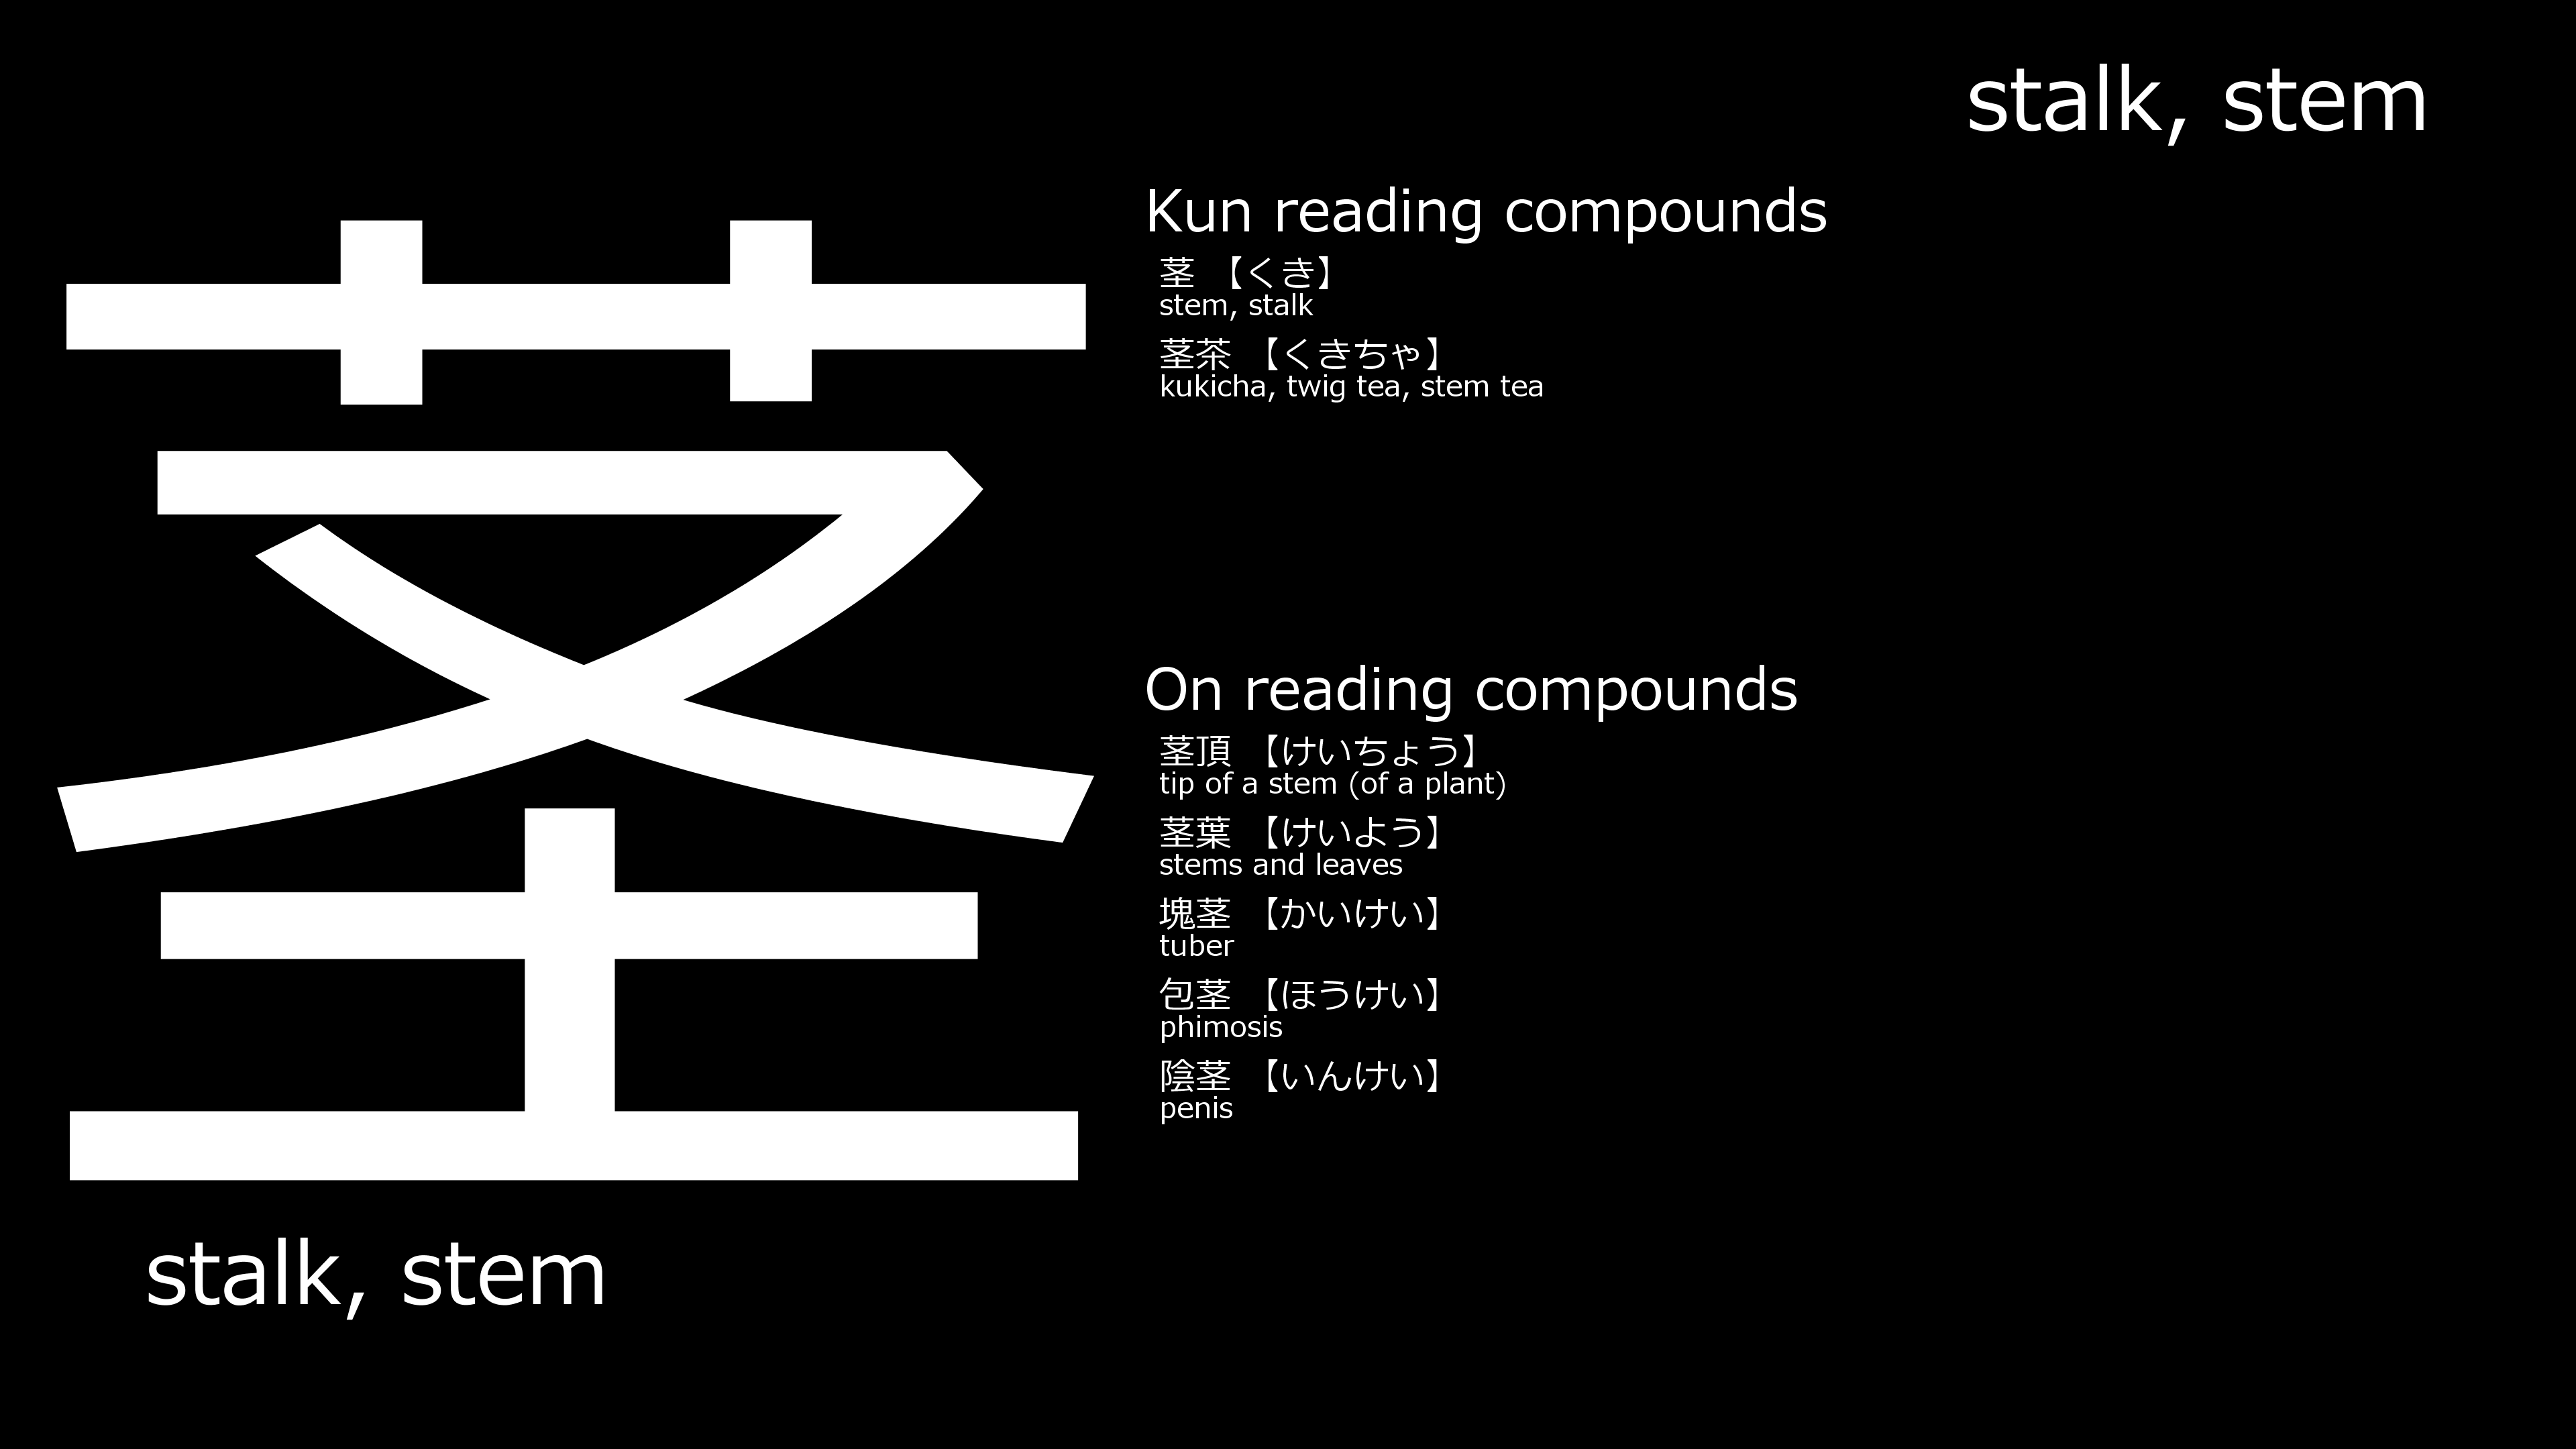 stalk, stem
茎
stalk, stem
Kun reading compounds
茎 【くき】
stem, stalk
茎茶 【くきちゃ】
kukicha, twig tea, stem tea
On reading compounds
茎頂 【けいちょう】
tip of a stem (of a plant)
茎葉 【けいよう】
stems and leaves
塊茎 【かいけい】
tuber
包茎 【ほうけい】
phimosis
陰茎 【いんけい】
penis